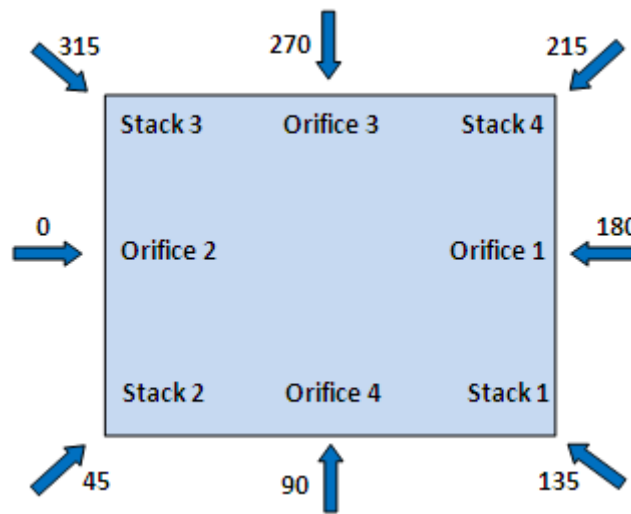 315 270 215
Stack 3 Orifice 3 Stack 4
0 180
Orifice 2 Orifice 1
Stack 2 Orifice 4 Stack 1
45 90 135